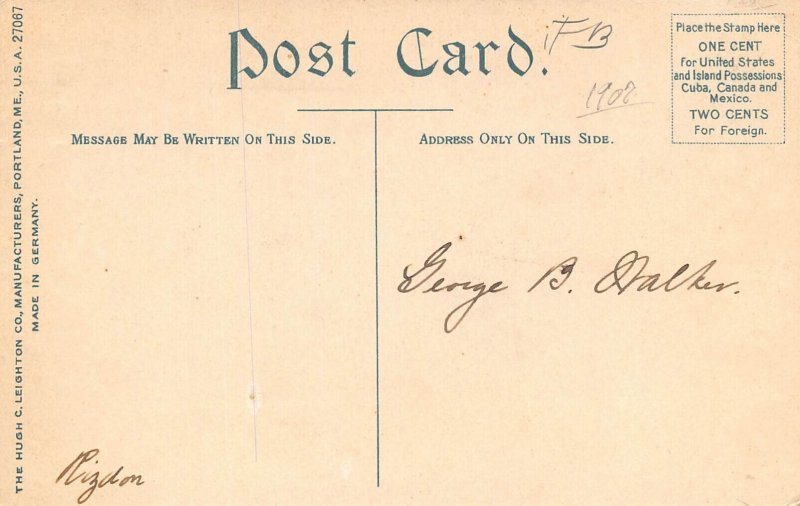 THE HUGH C. LEIGHTON CO., MANUFACTURERS, PORTLAND, ME., U.S.A. 27067
MADE IN GERMANY.
Post Card.
1908
Place the Stamp Here
ONE CENT
for United States
and Island Possessions
Cuba, Canada and
Mexico.
TWO CENTS
For Foreign.
MESSAGE MAY BE WRITTEN ON THIS SIDE.
ADDRESS ONLY ON THIS SIDE.
George B. Walker.
Rizdon